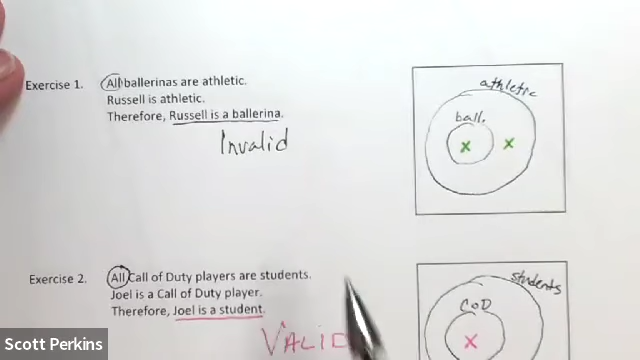 Exercise 1. All ballerinas are athletic.
Russell is athletic.
Therefore, Russell is a ballerina.
Invalid
athletic
ball.
x x
Exercise 2. All Call of Duty players are students.
Joel is a Call of Duty player.
Therefore, Joel is a student.
VALID
students
CoD
x
Scott Perkins